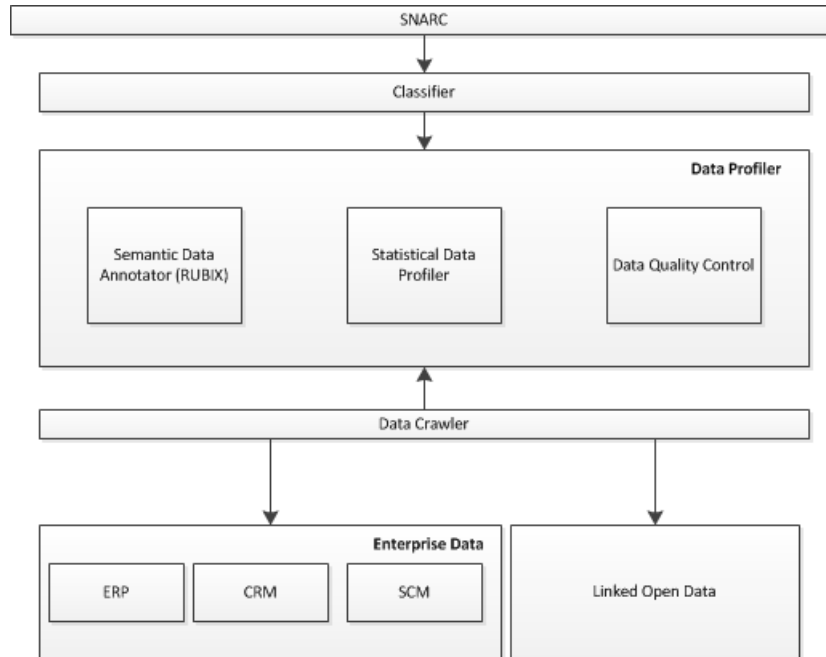 SNARC
Classifier
Data Profiler
Semantic Data
Annotator (RUBIX)
Statistical Data
Profiler
Data Quality Control
Data Crawler
Enterprise Data
ERP
CRM
SCM
Linked Open Data